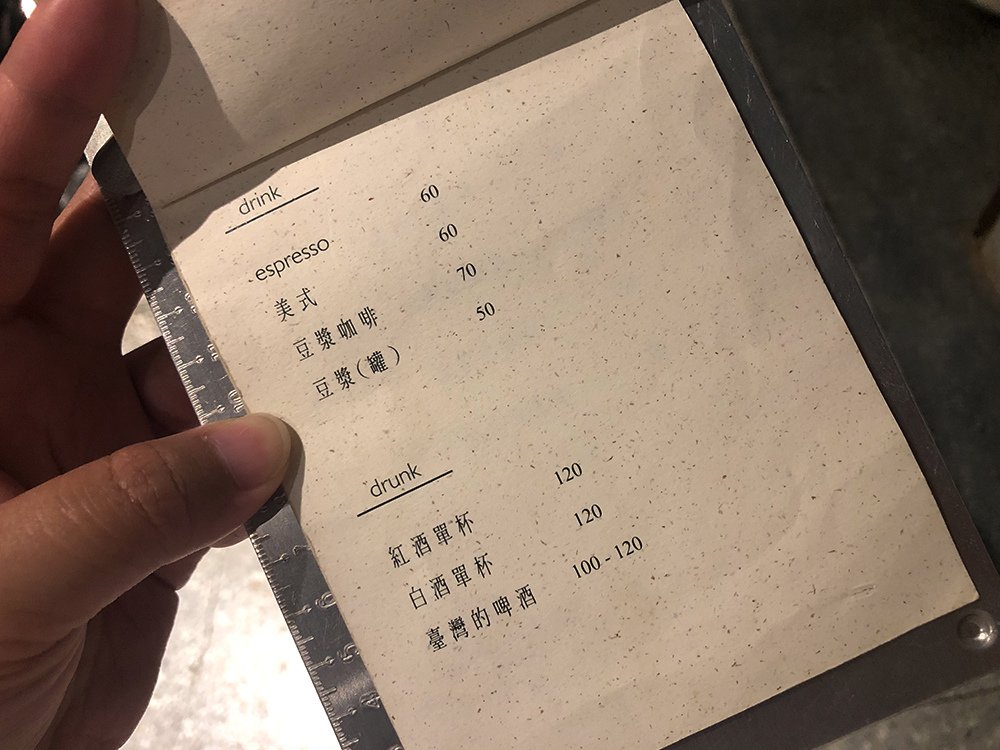 drink
espresso 60
美式 60
豆漿咖啡 70
豆漿(罐) 50
drunk
紅酒單杯 120
白酒單杯 120
臺灣的啤酒 100 - 120